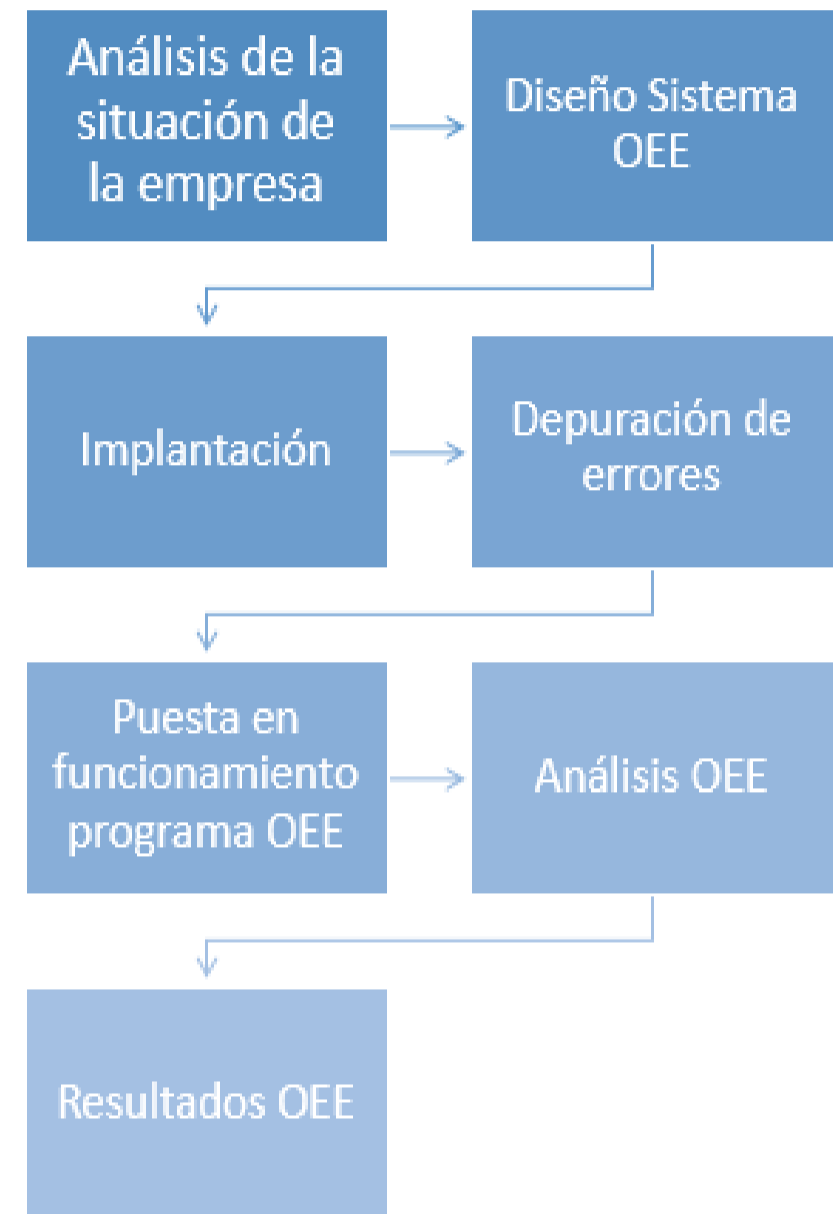 Análisis de la
situación de
la empresa
Diseño Sistema
OEE
Implantación
Depuración de
errores
Puesta en
funcionamiento
programa OEE
Análisis OEE
Resultados OEE